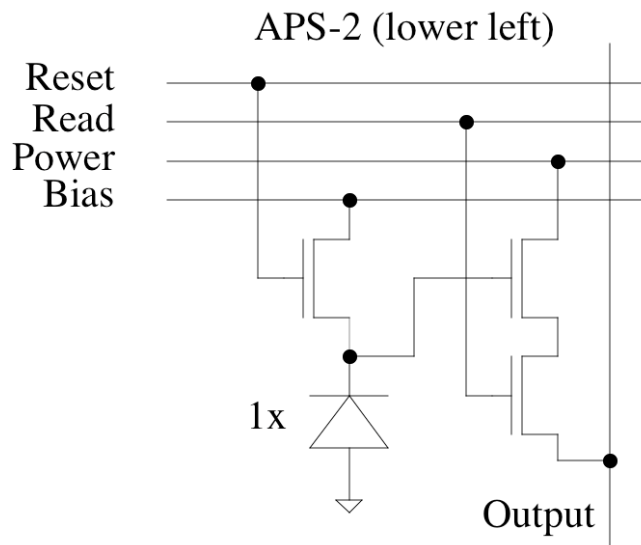 APS-2 (lower left)
Reset
Read
Power
Bias
1x
Output